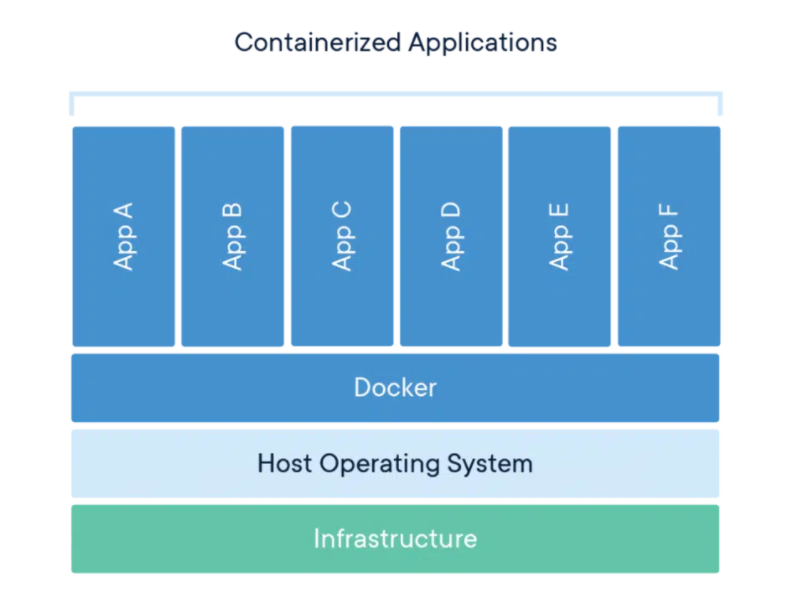 Containerized Applications
App A
App B
App C
App D
App E
App F
Docker
Host Operating System
Infrastructure